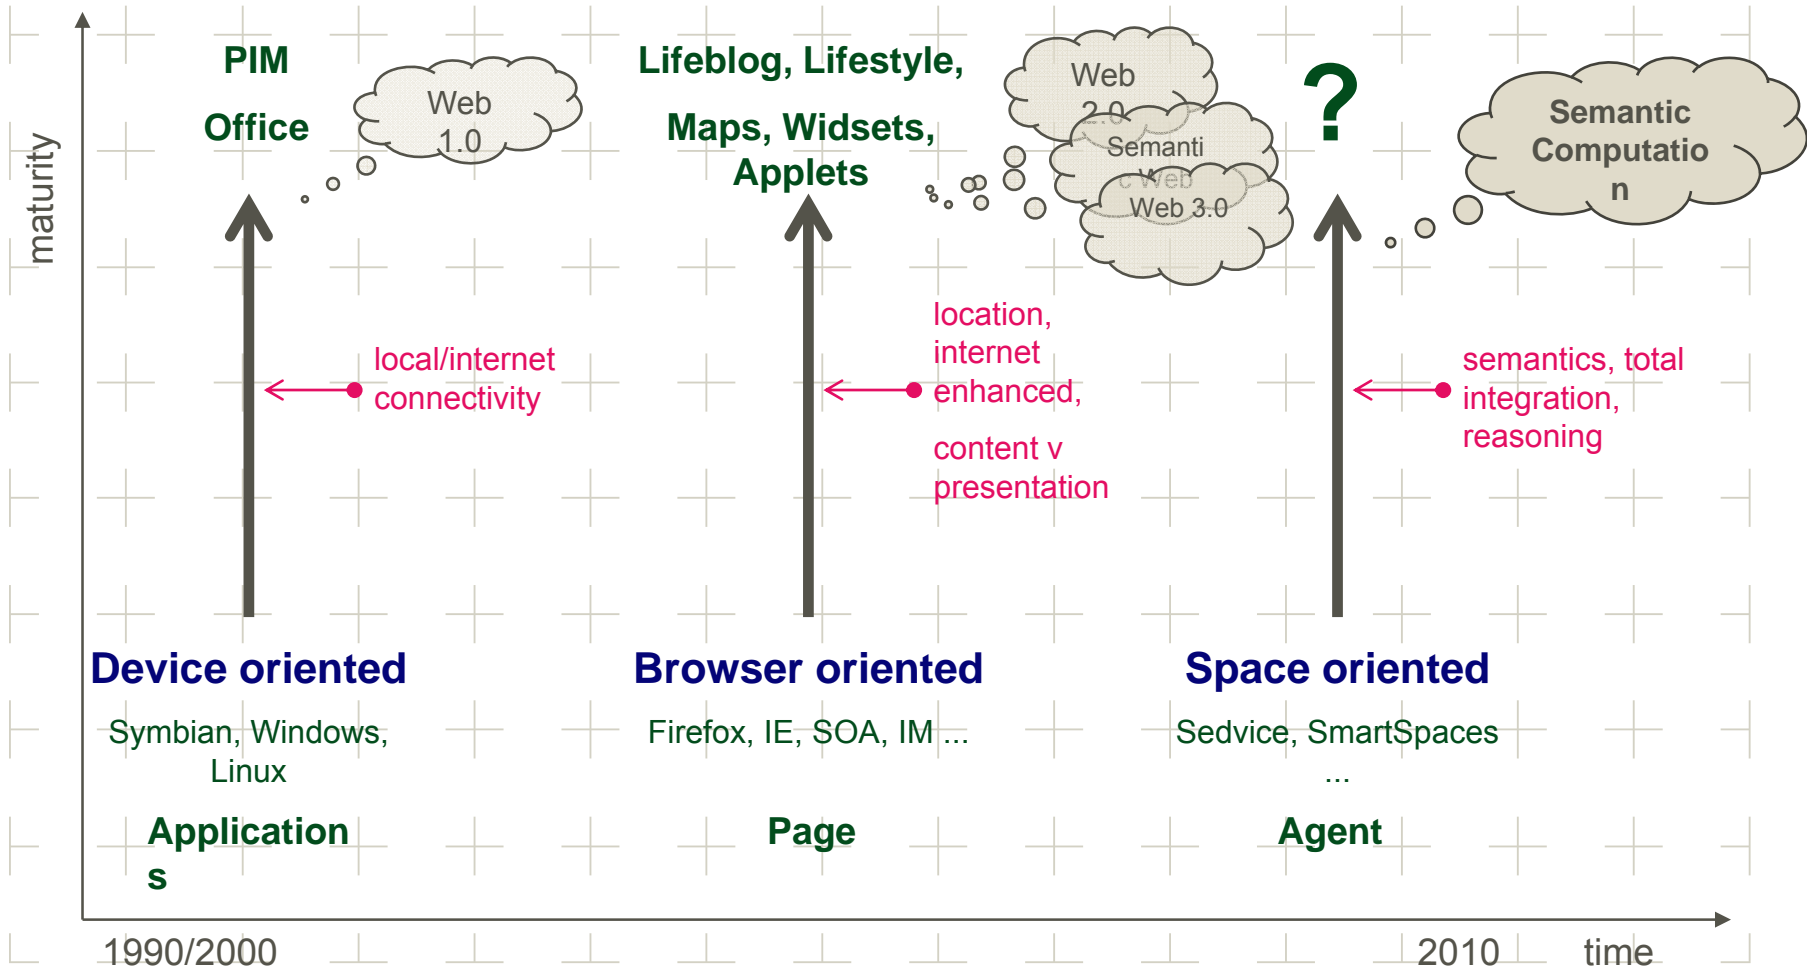 maturity
PIM
Office
Web
1.0
Lifeblog, Lifestyle,
Maps, Widsets,
Applets
Web
2.0
Semanti
c Web
Web 3.0
?
Semantic
Computatio
n
local/internet
connectivity
location,
internet
enhanced,
content v
presentation
semantics, total
integration,
reasoning
Device oriented
Symbian, Windows,
Linux
Application
s
Browser oriented
Firefox, IE, SOA, IM ...
Page
Space oriented
Sedvice, SmartSpaces
...
Agent
1990/2000
2010
time